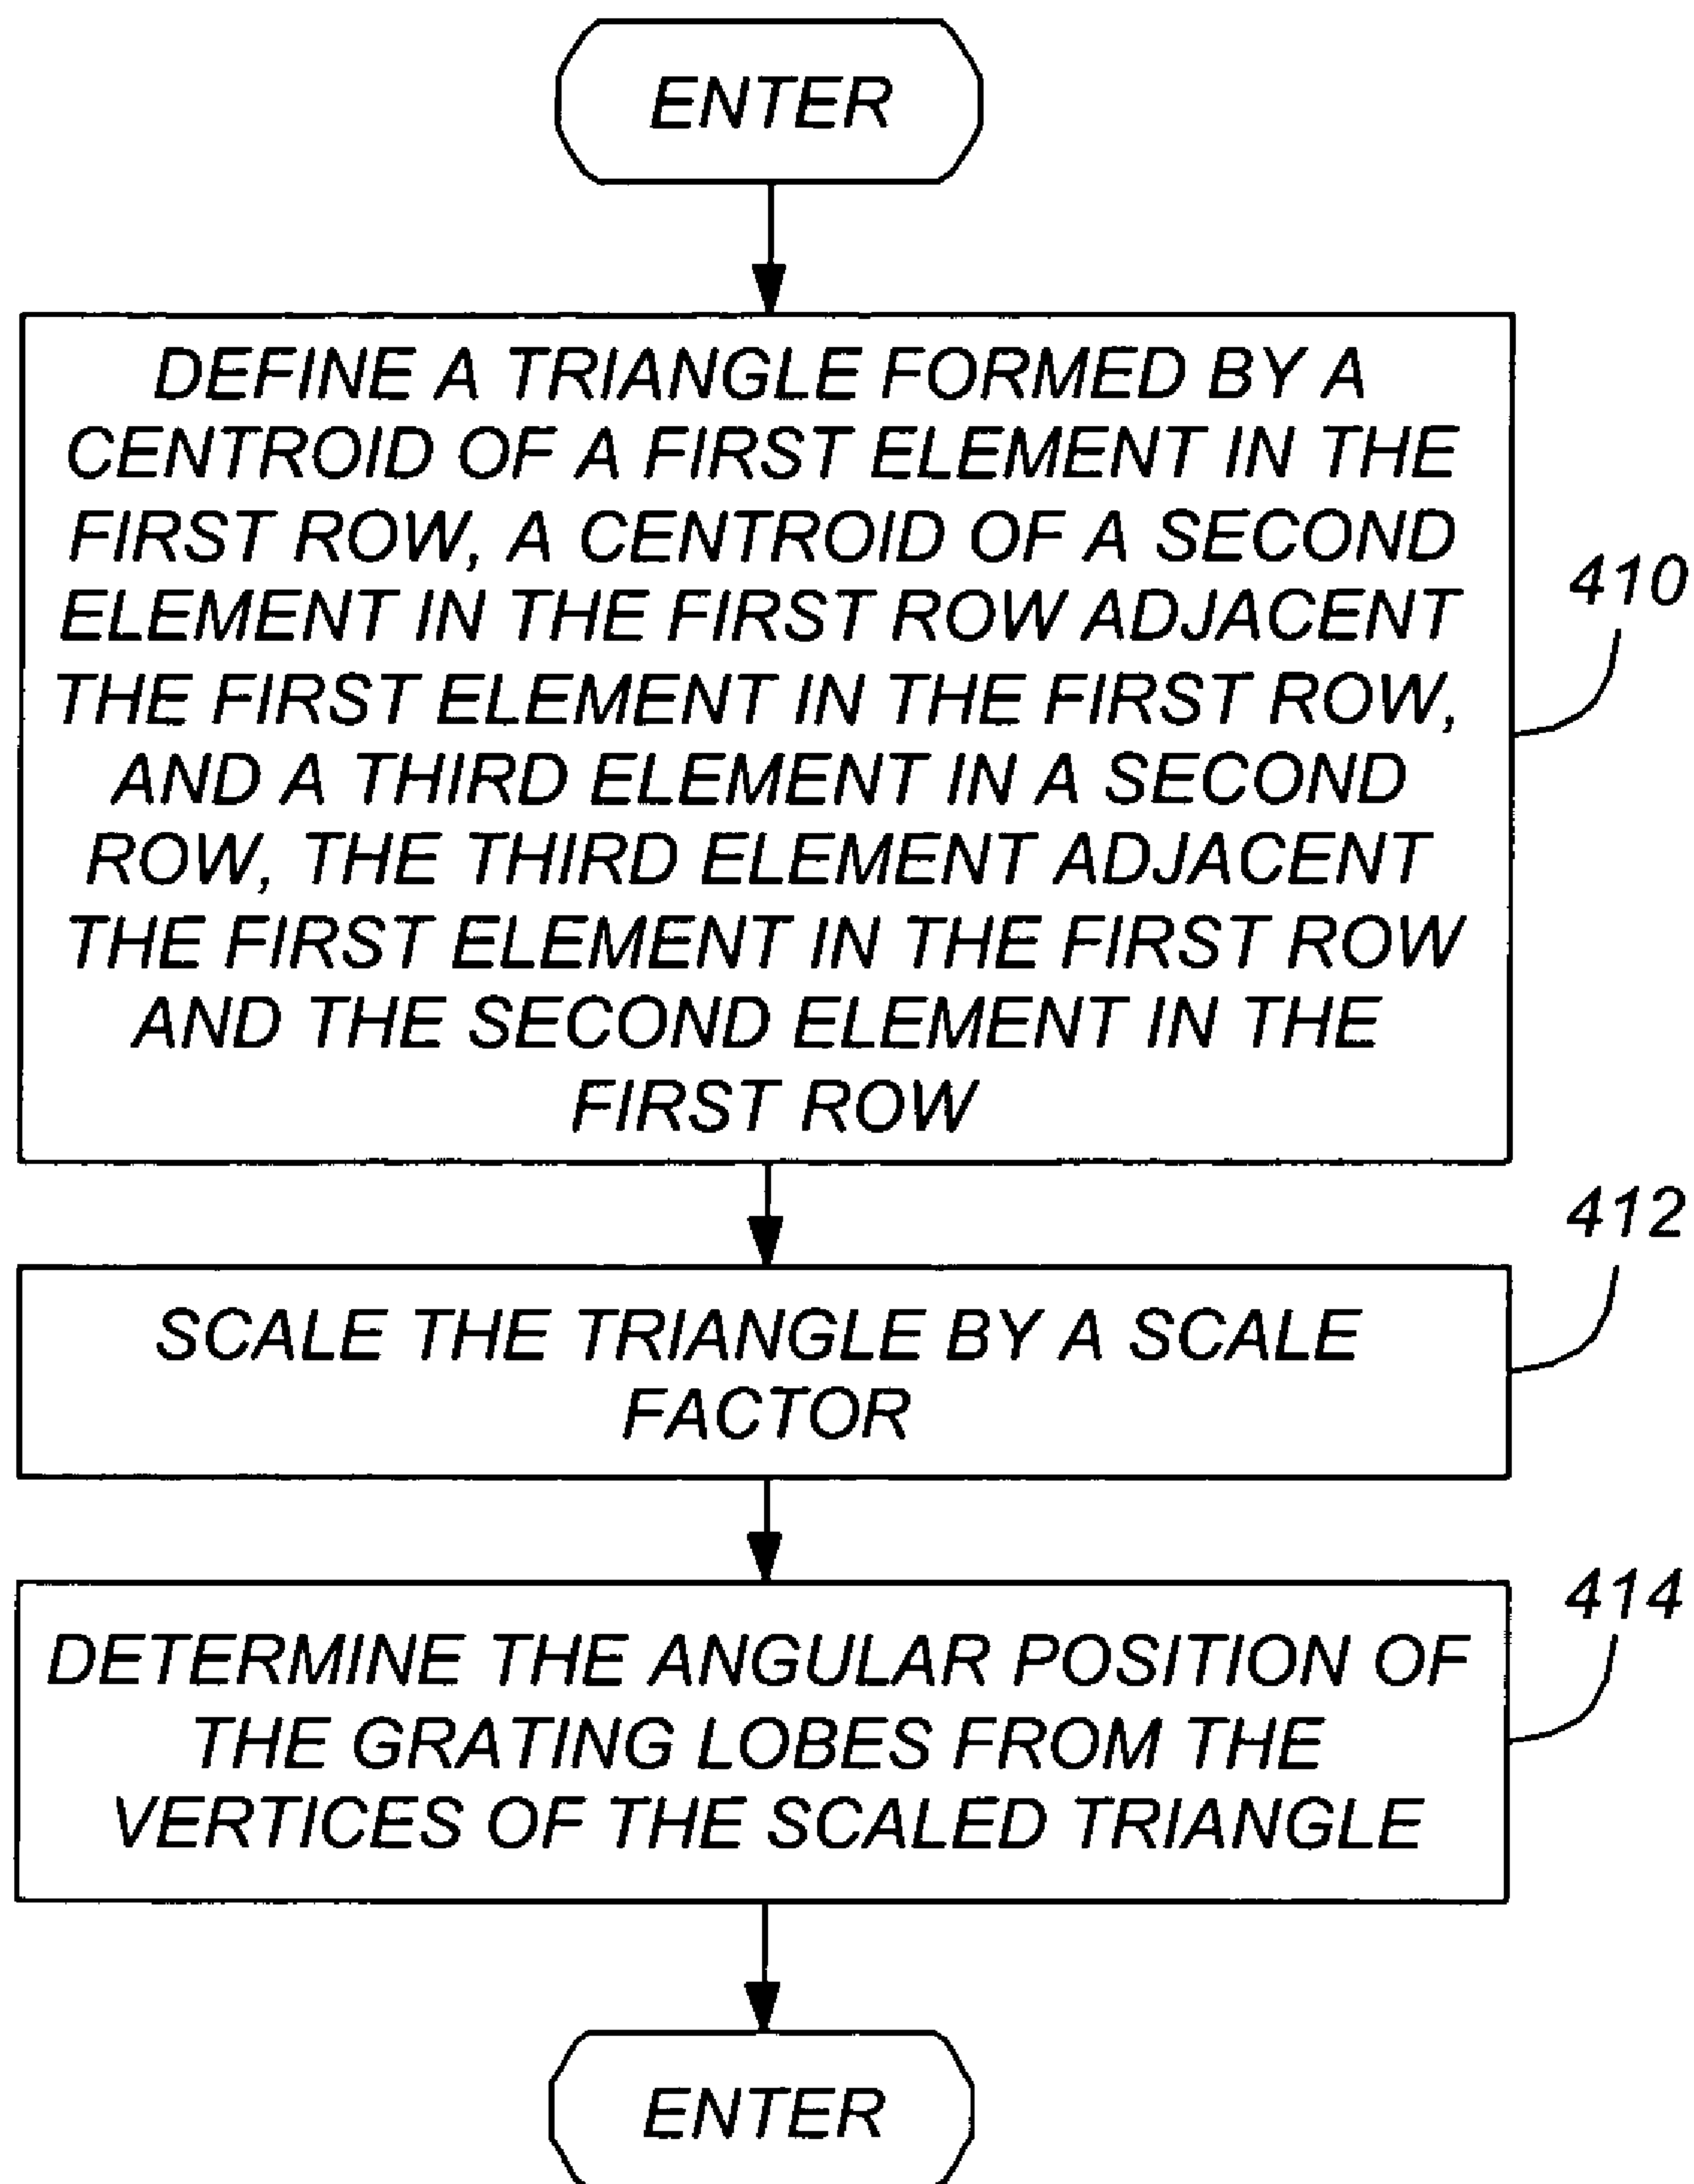 ENTER
DEFINE A TRIANGLE FORMED BY A
CENTROID OF A FIRST ELEMENT IN THE
FIRST ROW, A CENTROID OF A SECOND
ELEMENT IN THE FIRST ROW ADJACENT
THE FIRST ELEMENT IN THE FIRST ROW,
AND A THIRD ELEMENT IN A SECOND
ROW, THE THIRD ELEMENT ADJACENT
THE FIRST ELEMENT IN THE FIRST ROW
AND THE SECOND ELEMENT IN THE
FIRST ROW
410
412
SCALE THE TRIANGLE BY A SCALE
FACTOR
414
DETERMINE THE ANGULAR POSITION OF
THE GRATING LOBES FROM THE
VERTICES OF THE SCALED TRIANGLE
ENTER